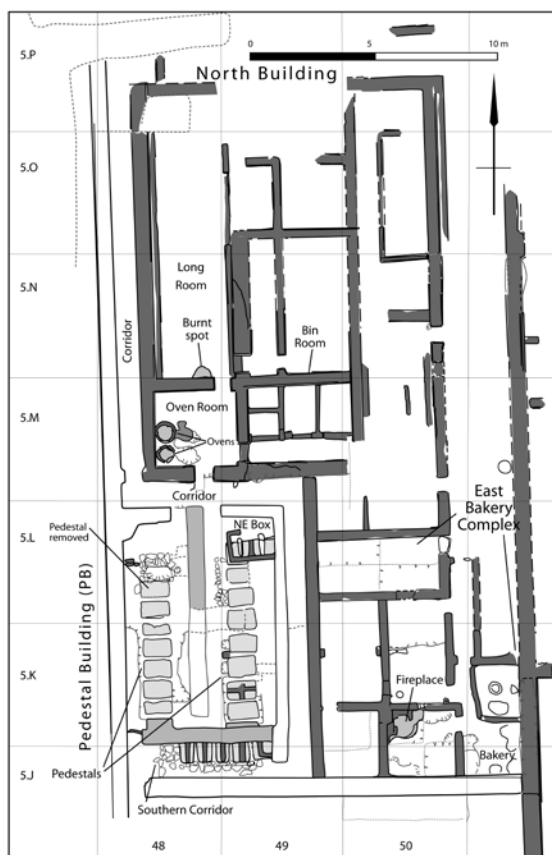 5.P
0 5 10 m
North Building
5.O
Long
Room
5.N
Corridor
Burnt
spot
Bin
Room
Oven Room
5.M
Ovens
Corridor
East
Bakery
Complex
Pedestal
removed
NE Box
5.L
Pedestal Building (PB)
5.K
Fireplace
Pedestals
Bakery
5.J
Southern Corridor
48 49 50